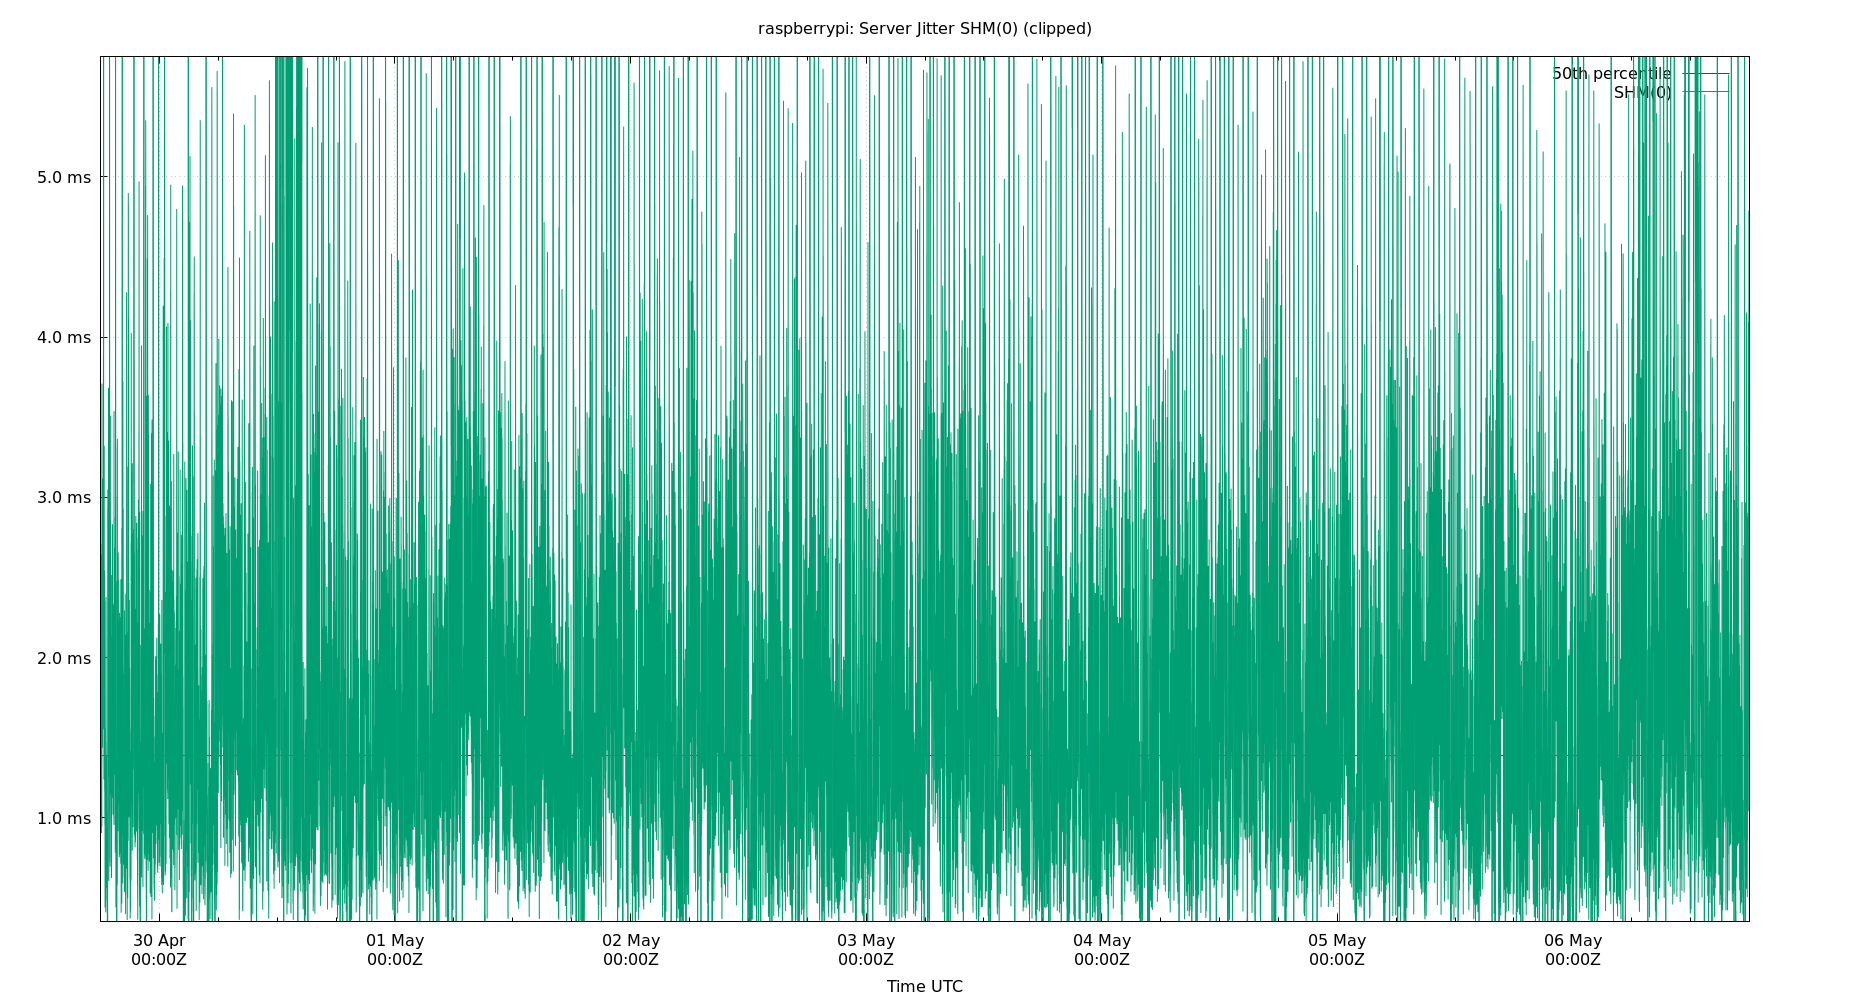 raspberrypi: Server Jitter SHM(0) (clipped)
50th percentile
SHM(0)
5.0 ms
4.0 ms
3.0 ms
2.0 ms
1.0 ms
30 Apr 01 May 02 May 03 May 04 May 05 May 06 May
00:00Z 00:00Z 00:00Z 00:00Z 00:00Z 00:00Z 00:00Z
Time UTC